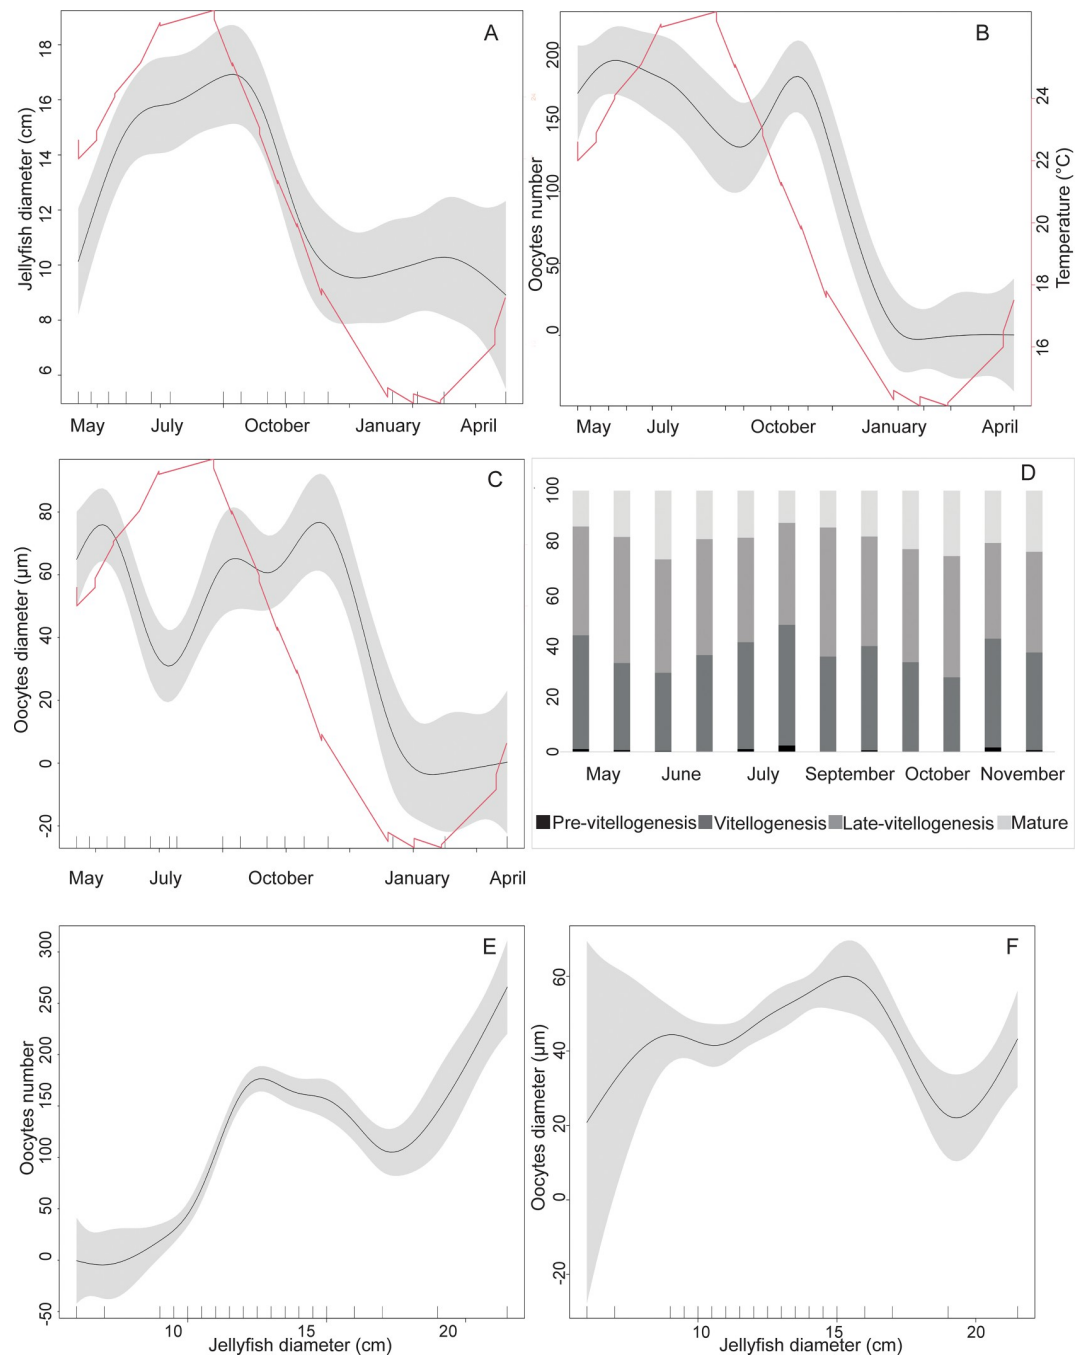 A
Jellyfish diameter (cm)
18
16
14
12
10
8
6
May July October January April
B
Oocytes number
200
150
100
50
0
Temperature (°C)
24
22
20
18
16
May July October January April
C
Oocytes diameter (µm)
80
60
40
20
0
-20
May July October January April
D
100
80
60
40
20
0
May June July September October November
Pre-vitellogenesis Vitellogenesis Late-vitellogenesis Mature
E
Oocytes number
300
250
200
150
100
50
0
-50
10 15 20
Jellyfish diameter (cm)
F
Oocytes diameter (µm)
60
40
20
0
-20
10 15 20
Jellyfish diameter (cm)